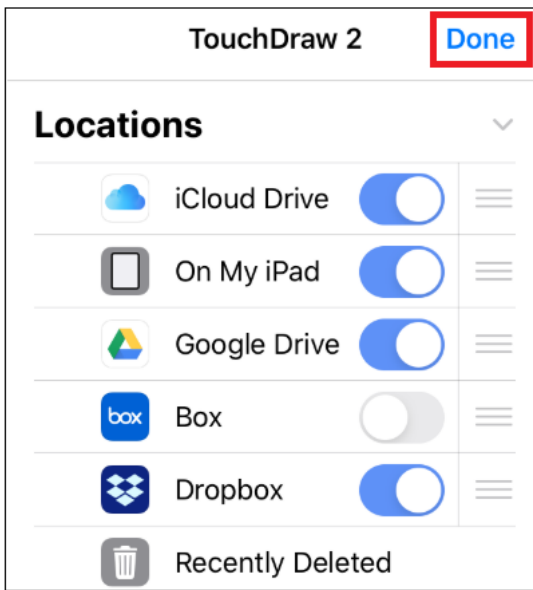 TouchDraw 2 Done
Locations
iCloud Drive
On My iPad
Google Drive
box Box
Dropbox
Recently Deleted